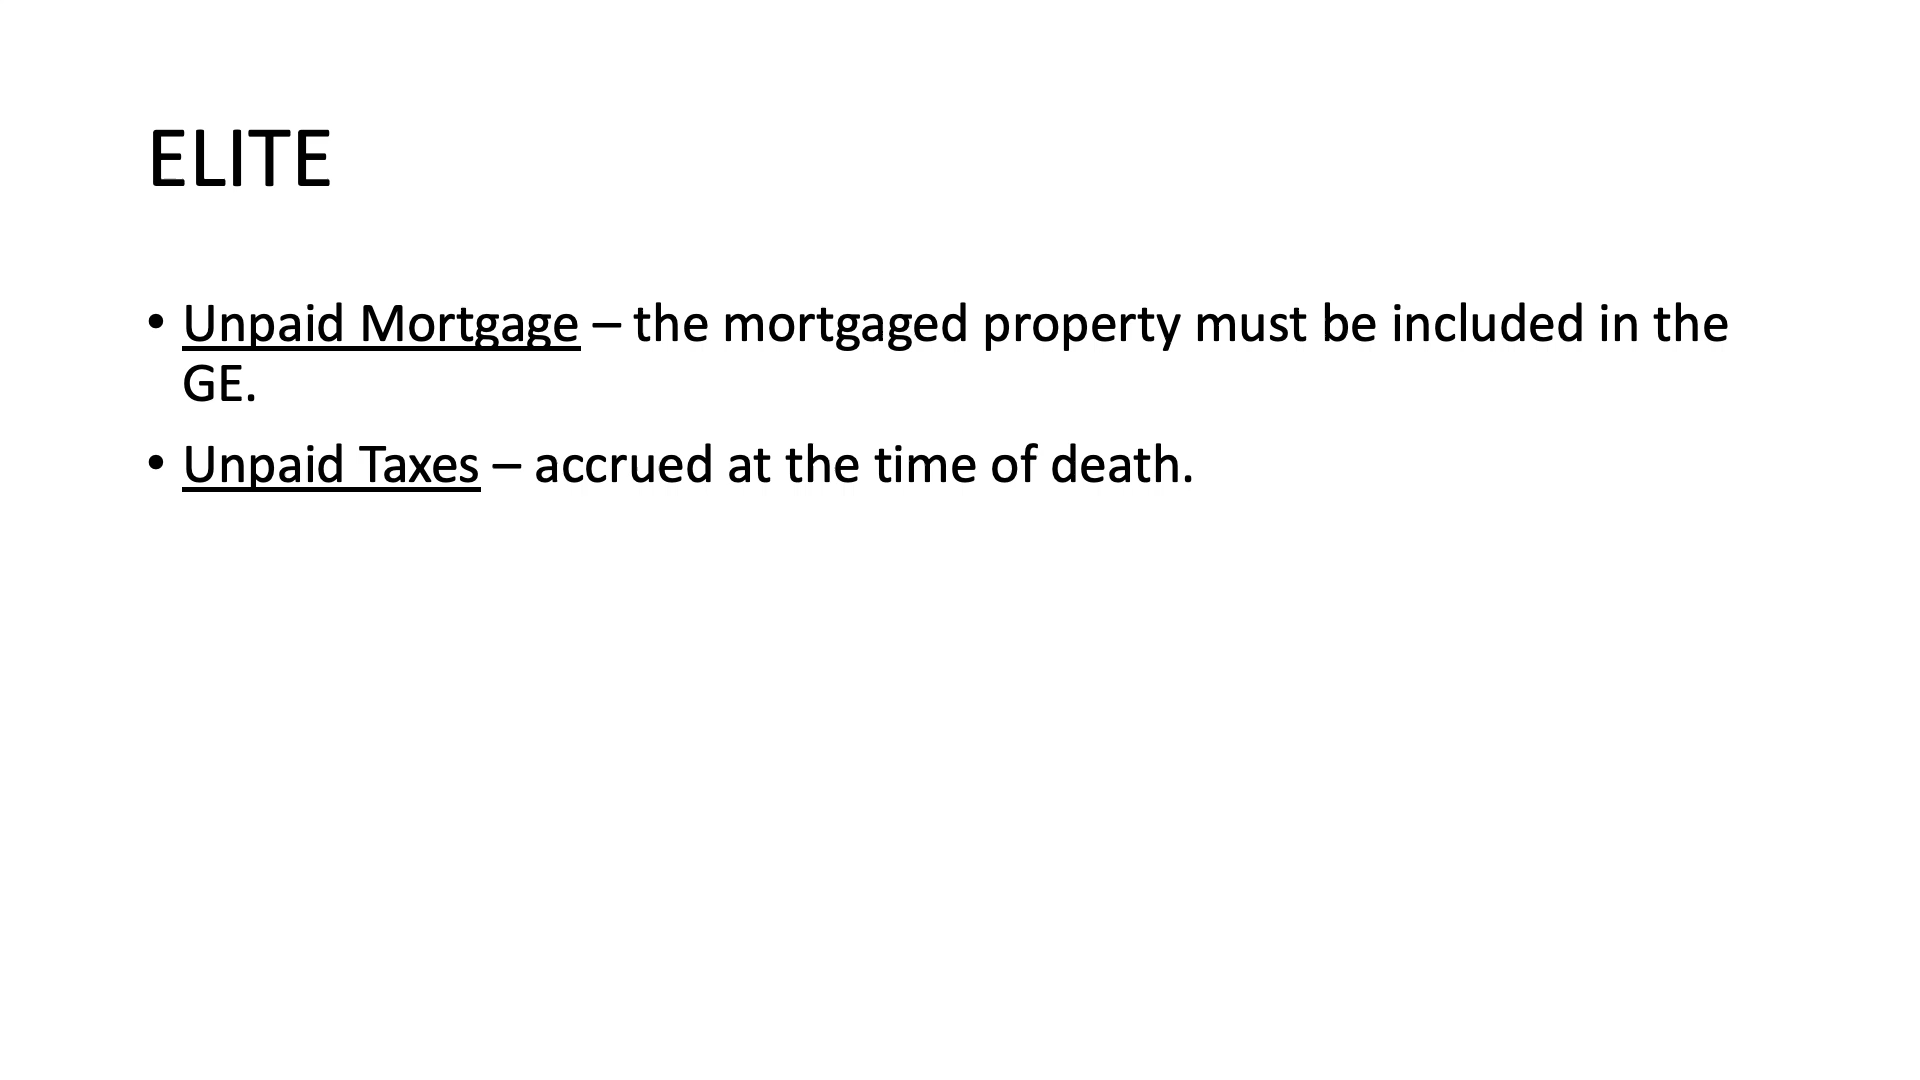 ELITE
• Unpaid Mortgage – the mortgaged property must be included in the
GE.
• Unpaid Taxes – accrued at the time of death.